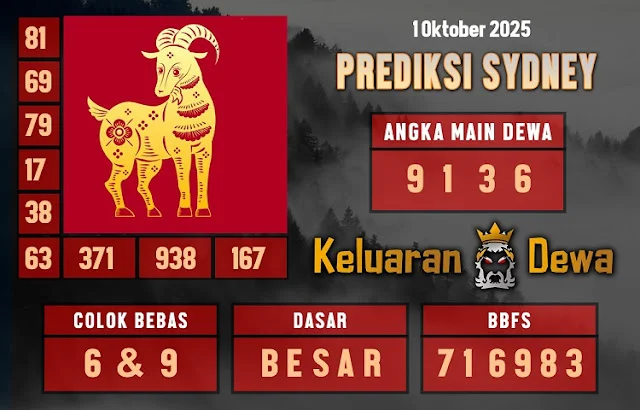 1 0ktober 2025
PREDIKSI SYDNEY
81
69
79
17
38
63 371 938 167
ANGKA MAIN DEWA
9 1 3 6
Keluaran Dewa
COLOK BEBAS
6 & 9
DASAR
BESAR
BBFS
716983